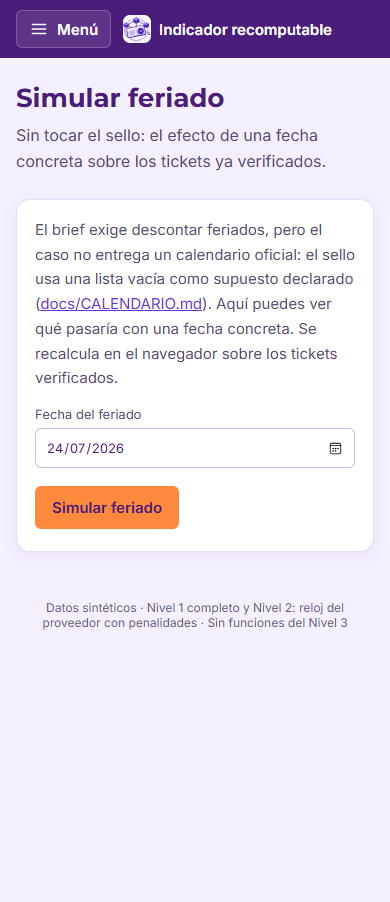 Menú
Indicador recomputable
Simular feriado
Sin tocar el sello: el efecto de una fecha
concreta sobre los tickets ya verificados.
El brief exige descontar feriados, pero el
caso no entrega un calendario oficial: el sello
usa una lista vacía como supuesto declarado
(docs/CALENDARIO.md). Aquí puedes ver
qué pasaría con una fecha concreta. Se
recalcula en el navegador sobre los tickets
verificados.
Fecha del feriado
24/07/2026
Simular feriado
Datos sintéticos · Nivel 1 completo y Nivel 2: reloj del
proveedor con penalidades · Sin funciones del Nivel 3